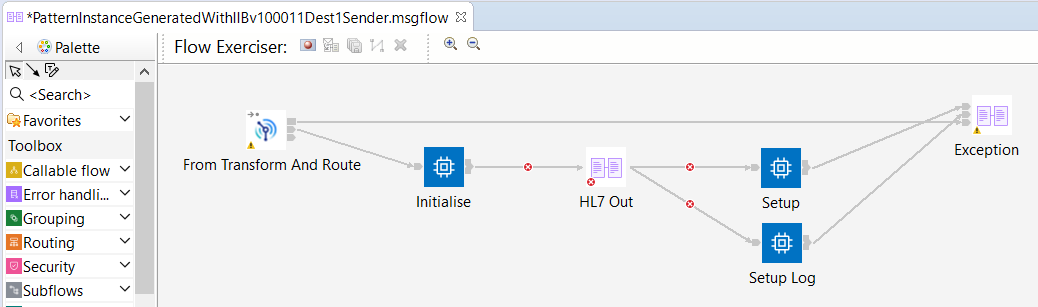 *PatternInstanceGeneratedWithIIBv100011Dest1Sender.msgflow
Palette
Flow Exerciser:
<Search>
Favorites
Toolbox
Callable flow
Error handli...
Grouping
Routing
Security
Subflows
From Transform And Route
Initialise
HL7 Out
Setup
Setup Log
Exception